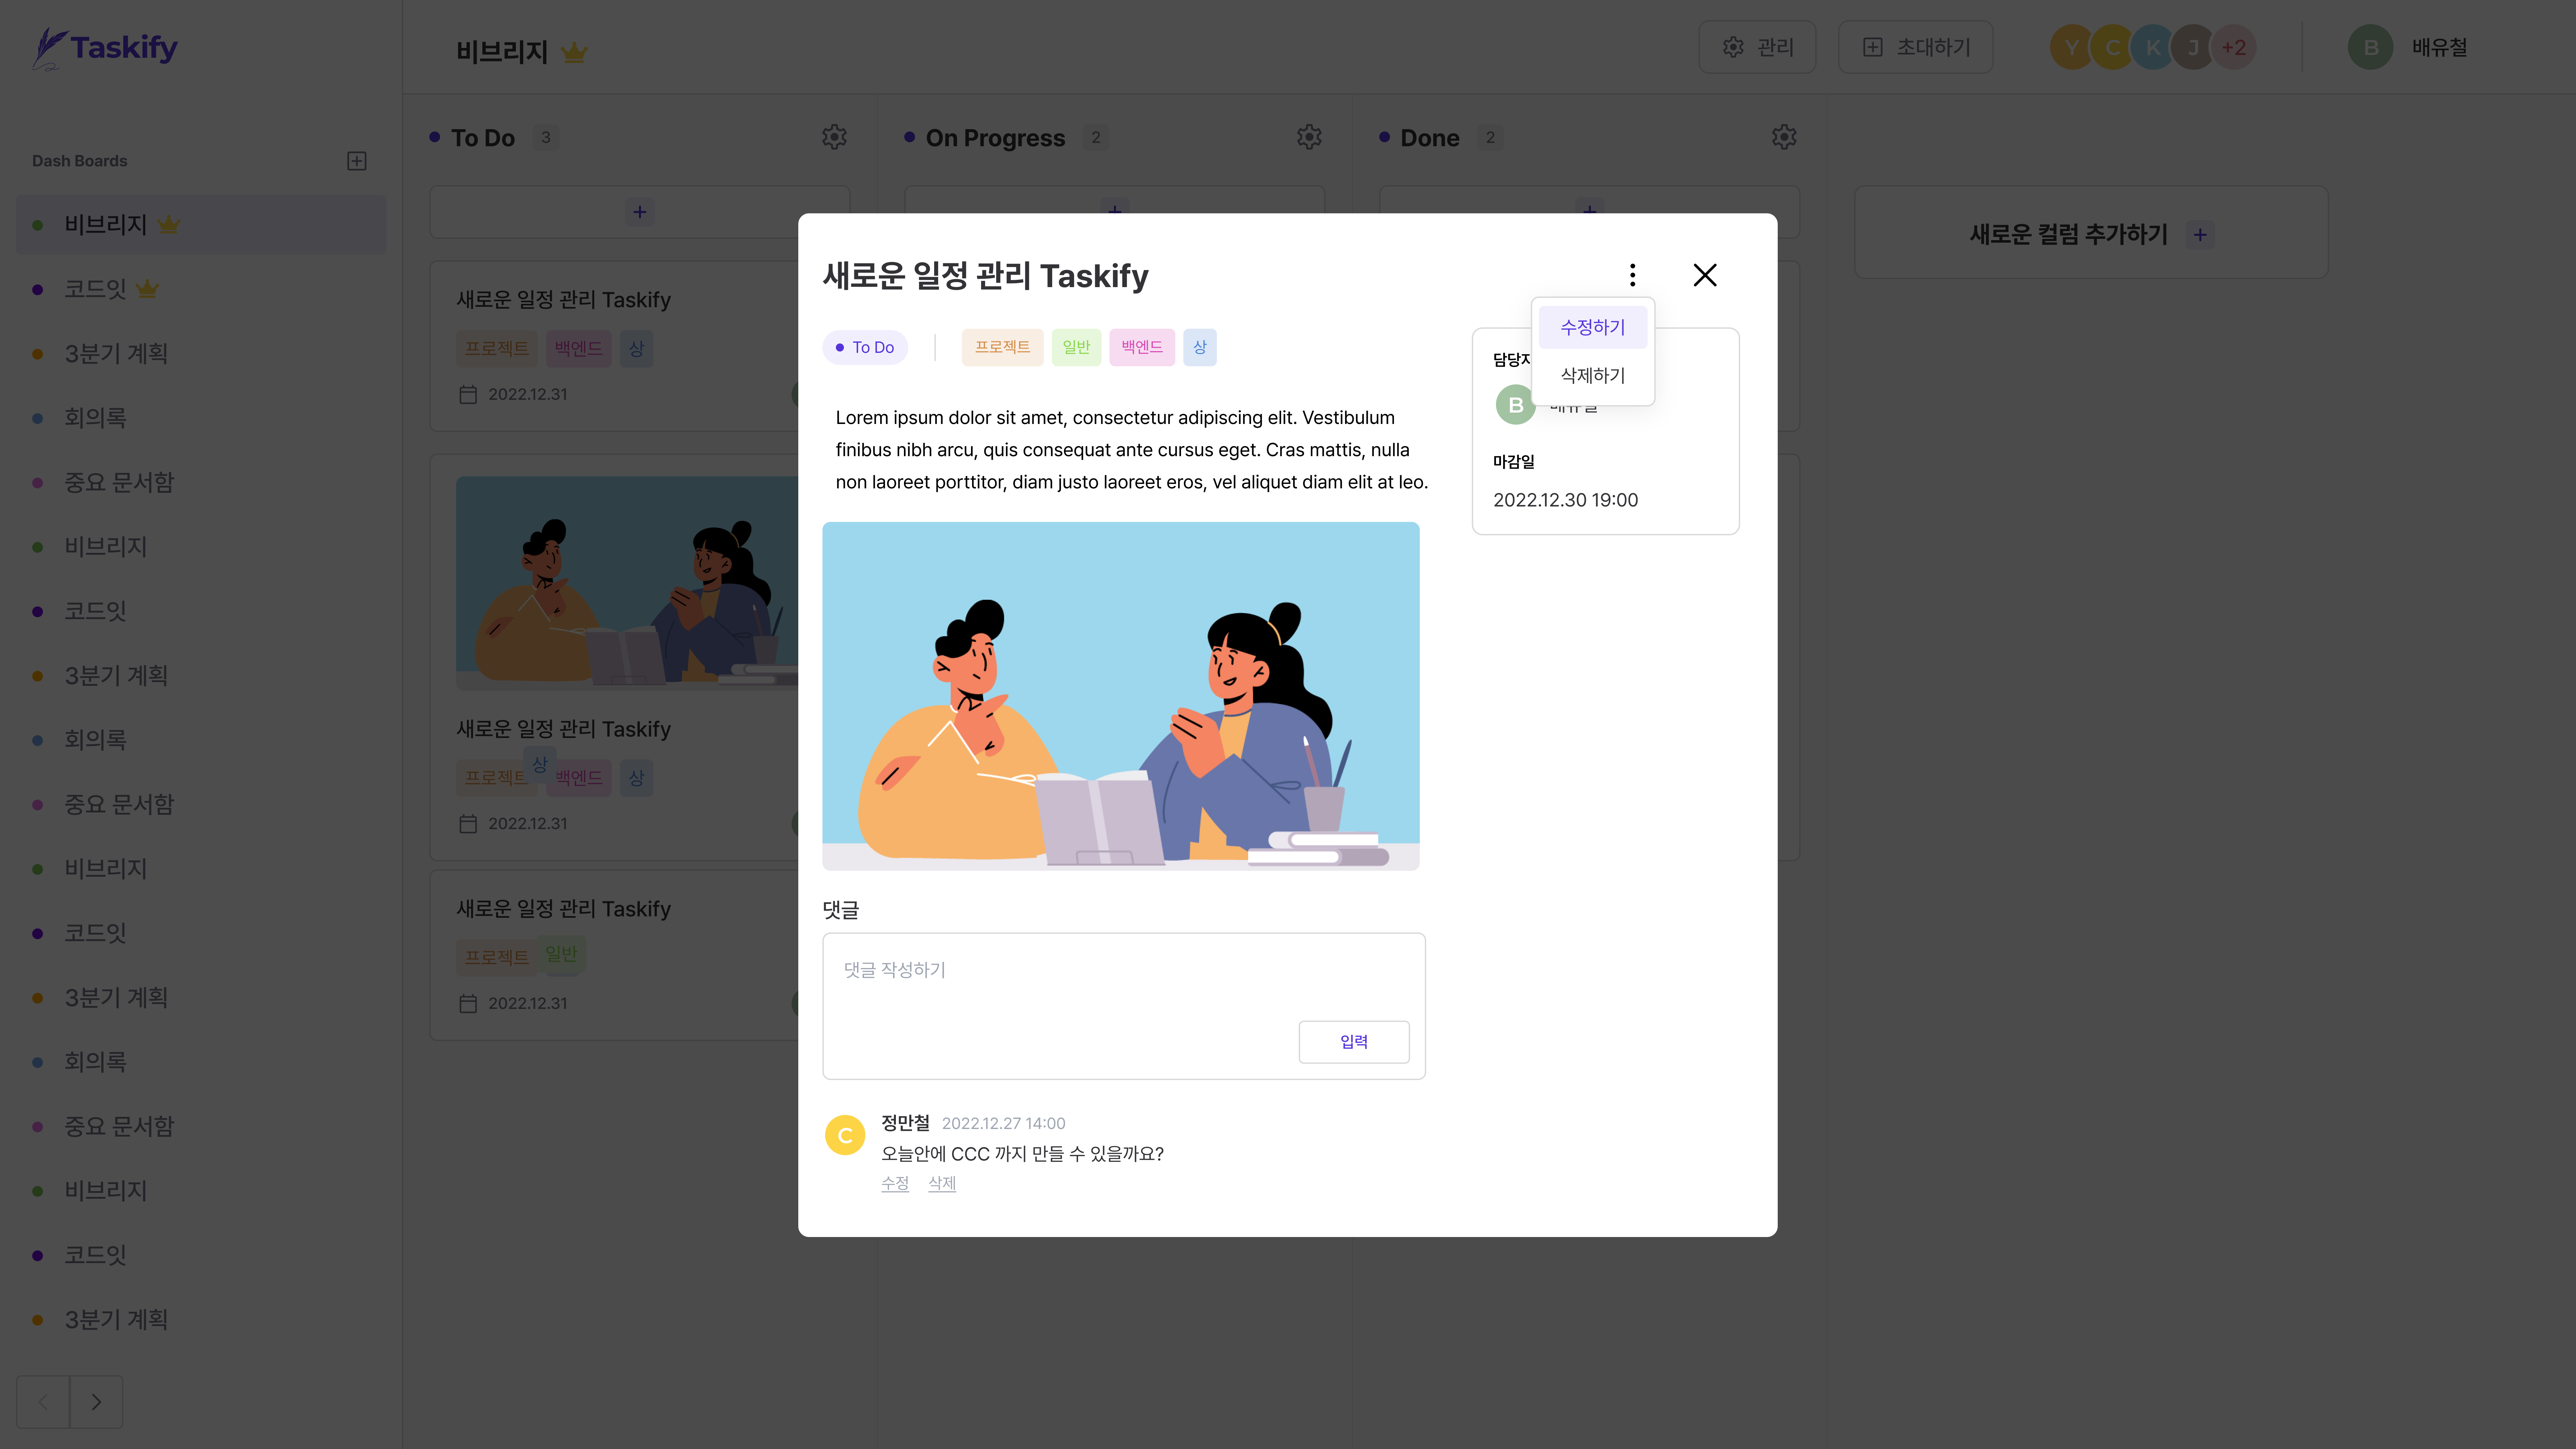 Taskify
비브리지
관리
초대하기
Y
C
K
J
+2
B
배유철
Dash Boards
비브리지
코드잇
3분기 계획
회의록
중요 문서함
비브리지
코드잇
3분기 계획
회의록
중요 문서함
비브리지
코드잇
3분기 계획
회의록
중요 문서함
비브리지
코드잇
3분기 계획
To Do 3
On Progress 2
Done 2
새로운 컬럼 추가하기
새로운 일정 관리 Taskify
프로젝트 백엔드 상
2022.12.31
새로운 일정 관리 Taskify
프로젝트 상 백엔드 상
2022.12.31
새로운 일정 관리 Taskify
프로젝트 일반
2022.12.31
새로운 일정 관리 Taskify
수정하기
삭제하기
To Do
프로젝트 일반 백엔드 상
Lorem ipsum dolor sit amet, consectetur adipiscing elit. Vestibulum
finibus nibh arcu, quis consequat ante cursus eget. Cras mattis, nulla
non laoreet porttitor, diam justo laoreet eros, vel aliquet diam elit at leo.
B
마감일
2022.12.30 19:00
댓글
댓글 작성하기
입력
C
정만철 2022.12.27 14:00
오늘안에 CCC 까지 만들 수 있을까요?
수정 삭제